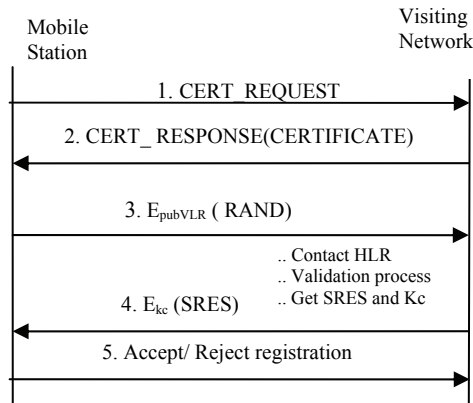 Mobile
Station
Visiting
Network
1. CERT_REQUEST
2. CERT_ RESPONSE(CERTIFICATE)
3. EpubVLR ( RAND)
.. Contact HLR
.. Validation process
.. Get SRES and Kc
4. Ekc (SRES)
5. Accept/ Reject registration